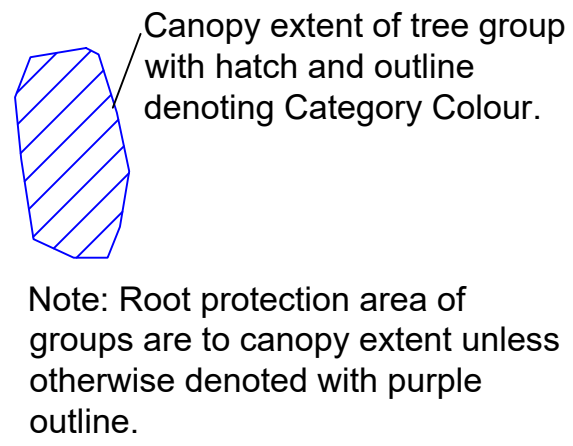 Canopy extent of tree group
with hatch and outline
denoting Category Colour.
Note: Root protection area of
groups are to canopy extent unless
otherwise denoted with purple
outline.